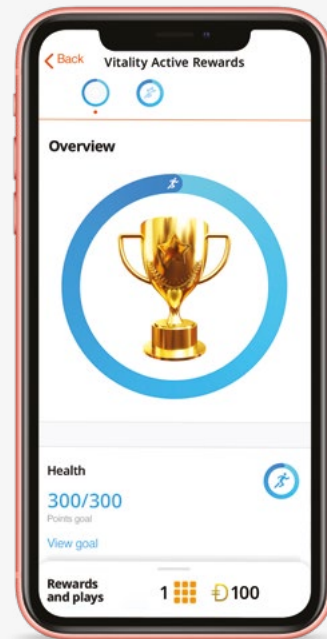 Back Vitality Active Rewards
Overview
Health
300/300
Points goal
View goal
Rewards
and plays
1
100